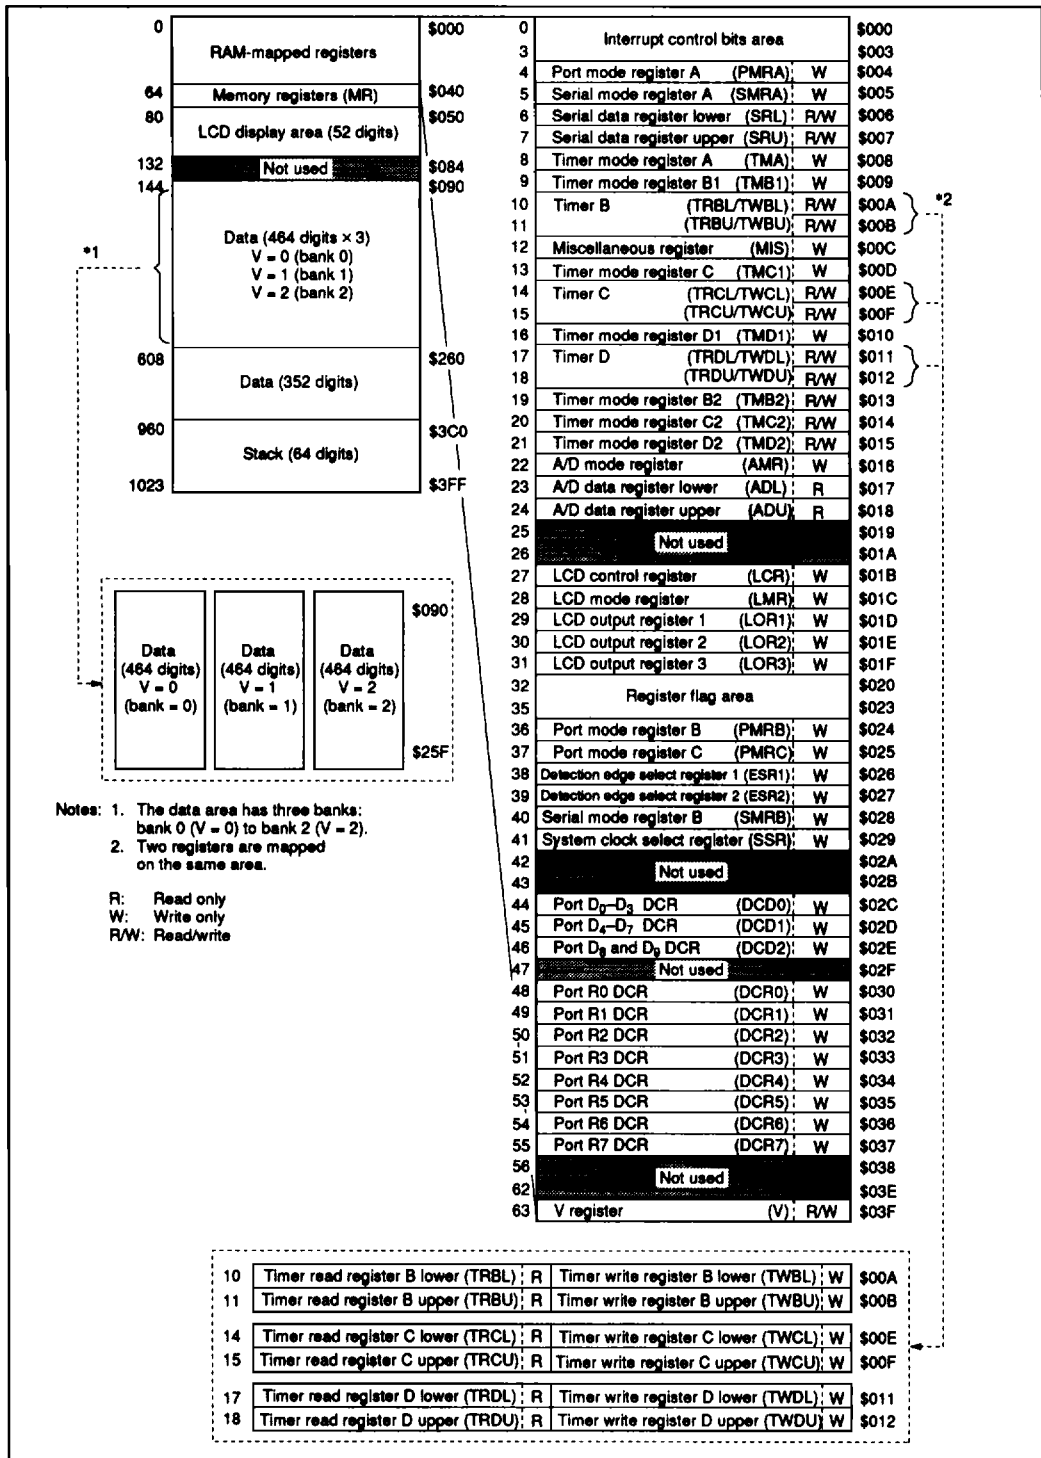 0 $000
RAM-mapped registers
64 Memory registers (MR) $040
80 $050
LCD display area (52 digits)
132 Not used $084
144 $090
*1
Data (464 digits × 3)
V = 0 (bank 0)
V = 1 (bank 1)
V = 2 (bank 2)
608 $260
Data (352 digits)
960 $3C0
Stack (64 digits)
1023 $3FF
Data (464 digits) V = 0 (bank = 0)
Data (464 digits) V = 1 (bank = 1)
Data (464 digits) V = 2 (bank = 2)
$090
$25F
Notes: 1. The data area has three banks:
bank 0 (V = 0) to bank 2 (V = 2).
2. Two registers are mapped
on the same area.
R: Read only
W: Write only
R/W: Read/write
0 $000
Interrupt control bits area
3 $003
4 Port mode register A (PMRA) W $004
5 Serial mode register A (SMRA) W $005
6 Serial data register lower (SRL) R/W $006
7 Serial data register upper (SRU) R/W $007
8 Timer mode register A (TMA) W $008
9 Timer mode register B1 (TMB1) W $009
*2
10 Timer B (TRBL/TWBL) R/W $00A
11 (TRBU/TWBU) R/W $00B
12 Miscellaneous register (MIS) W $00C
13 Timer mode register C (TMC1) W $00D
14 Timer C (TRCL/TWCL) R/W $00E
15 (TRCU/TWCU) R/W $00F
16 Timer mode register D1 (TMD1) W $010
17 Timer D (TRDL/TWDL) R/W $011
18 (TRDU/TWDU) R/W $012
19 Timer mode register B2 (TMB2) R/W $013
20 Timer mode register C2 (TMC2) R/W $014
21 Timer mode register D2 (TMD2) R/W $015
22 A/D mode register (AMR) W $016
23 A/D data register lower (ADL) R $017
24 A/D data register upper (ADU) R $018
25 $019
Not used
26 $01A
27 LCD control register (LCR) W $01B
28 LCD mode register (LMR) W $01C
29 LCD output register 1 (LOR1) W $01D
30 LCD output register 2 (LOR2) W $01E
31 LCD output register 3 (LOR3) W $01F
32 $020
Register flag area
35 $023
36 Port mode register B (PMRB) W $024
37 Port mode register C (PMRC) W $025
38 Detection edge select register 1 (ESR1) W $026
39 Detection edge select register 2 (ESR2) W $027
40 Serial mode register B (SMRB) W $028
41 System clock select register (SSR) W $029
42 $02A
Not used
43 $02B
44 Port D0–D3 DCR (DCD0) W $02C
45 Port D4–D7 DCR (DCD1) W $02D
46 Port D8 and D9 DCR (DCD2) W $02E
47 Not used $02F
48 Port R0 DCR (DCR0) W $030
49 Port R1 DCR (DCR1) W $031
50 Port R2 DCR (DCR2) W $032
51 Port R3 DCR (DCR3) W $033
52 Port R4 DCR (DCR4) W $034
53 Port R5 DCR (DCR5) W $035
54 Port R6 DCR (DCR6) W $036
55 Port R7 DCR (DCR7) W $037
56 $038
Not used
62 $03E
63 V register (V) R/W $03F
10 Timer read register B lower (TRBL) R Timer write register B lower (TWBL) W $00A
11 Timer read register B upper (TRBU) R Timer write register B upper (TWBU) W $00B
14 Timer read register C lower (TRCL) R Timer write register C lower (TWCL) W $00E
15 Timer read register C upper (TRCU) R Timer write register C upper (TWCU) W $00F
17 Timer read register D lower (TRDL) R Timer write register D lower (TWDL) W $011
18 Timer read register D upper (TRDU) R Timer write register D upper (TWDU) W $012